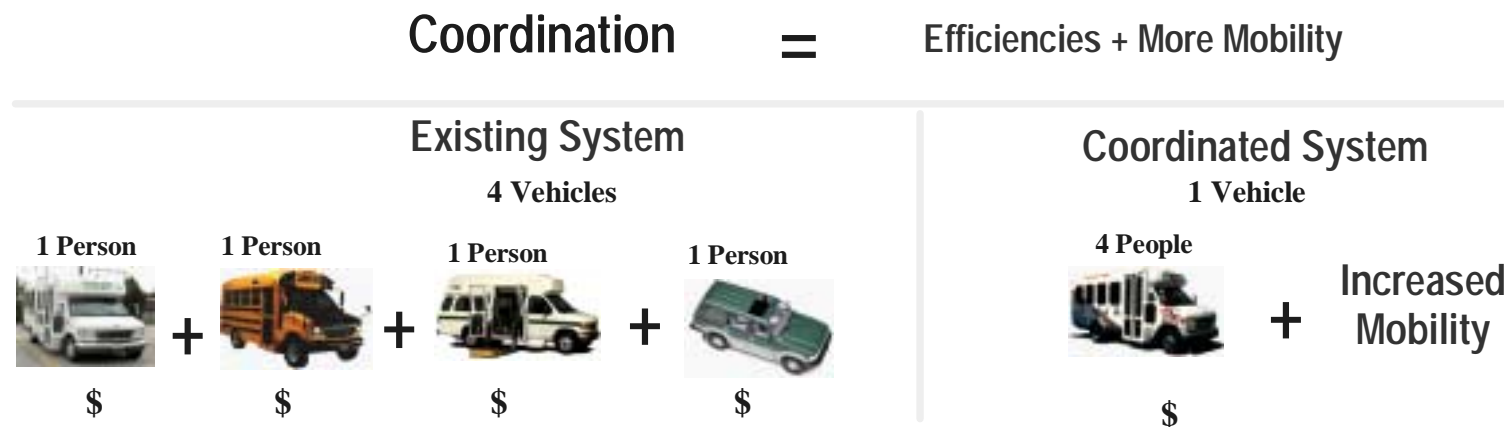 Coordination = Efficiencies + More Mobility
Existing System
4 Vehicles
1 Person 1 Person 1 Person 1 Person
+ + +
$ $ $ $
Coordinated System
1 Vehicle
4 People
+ Increased
Mobility
$